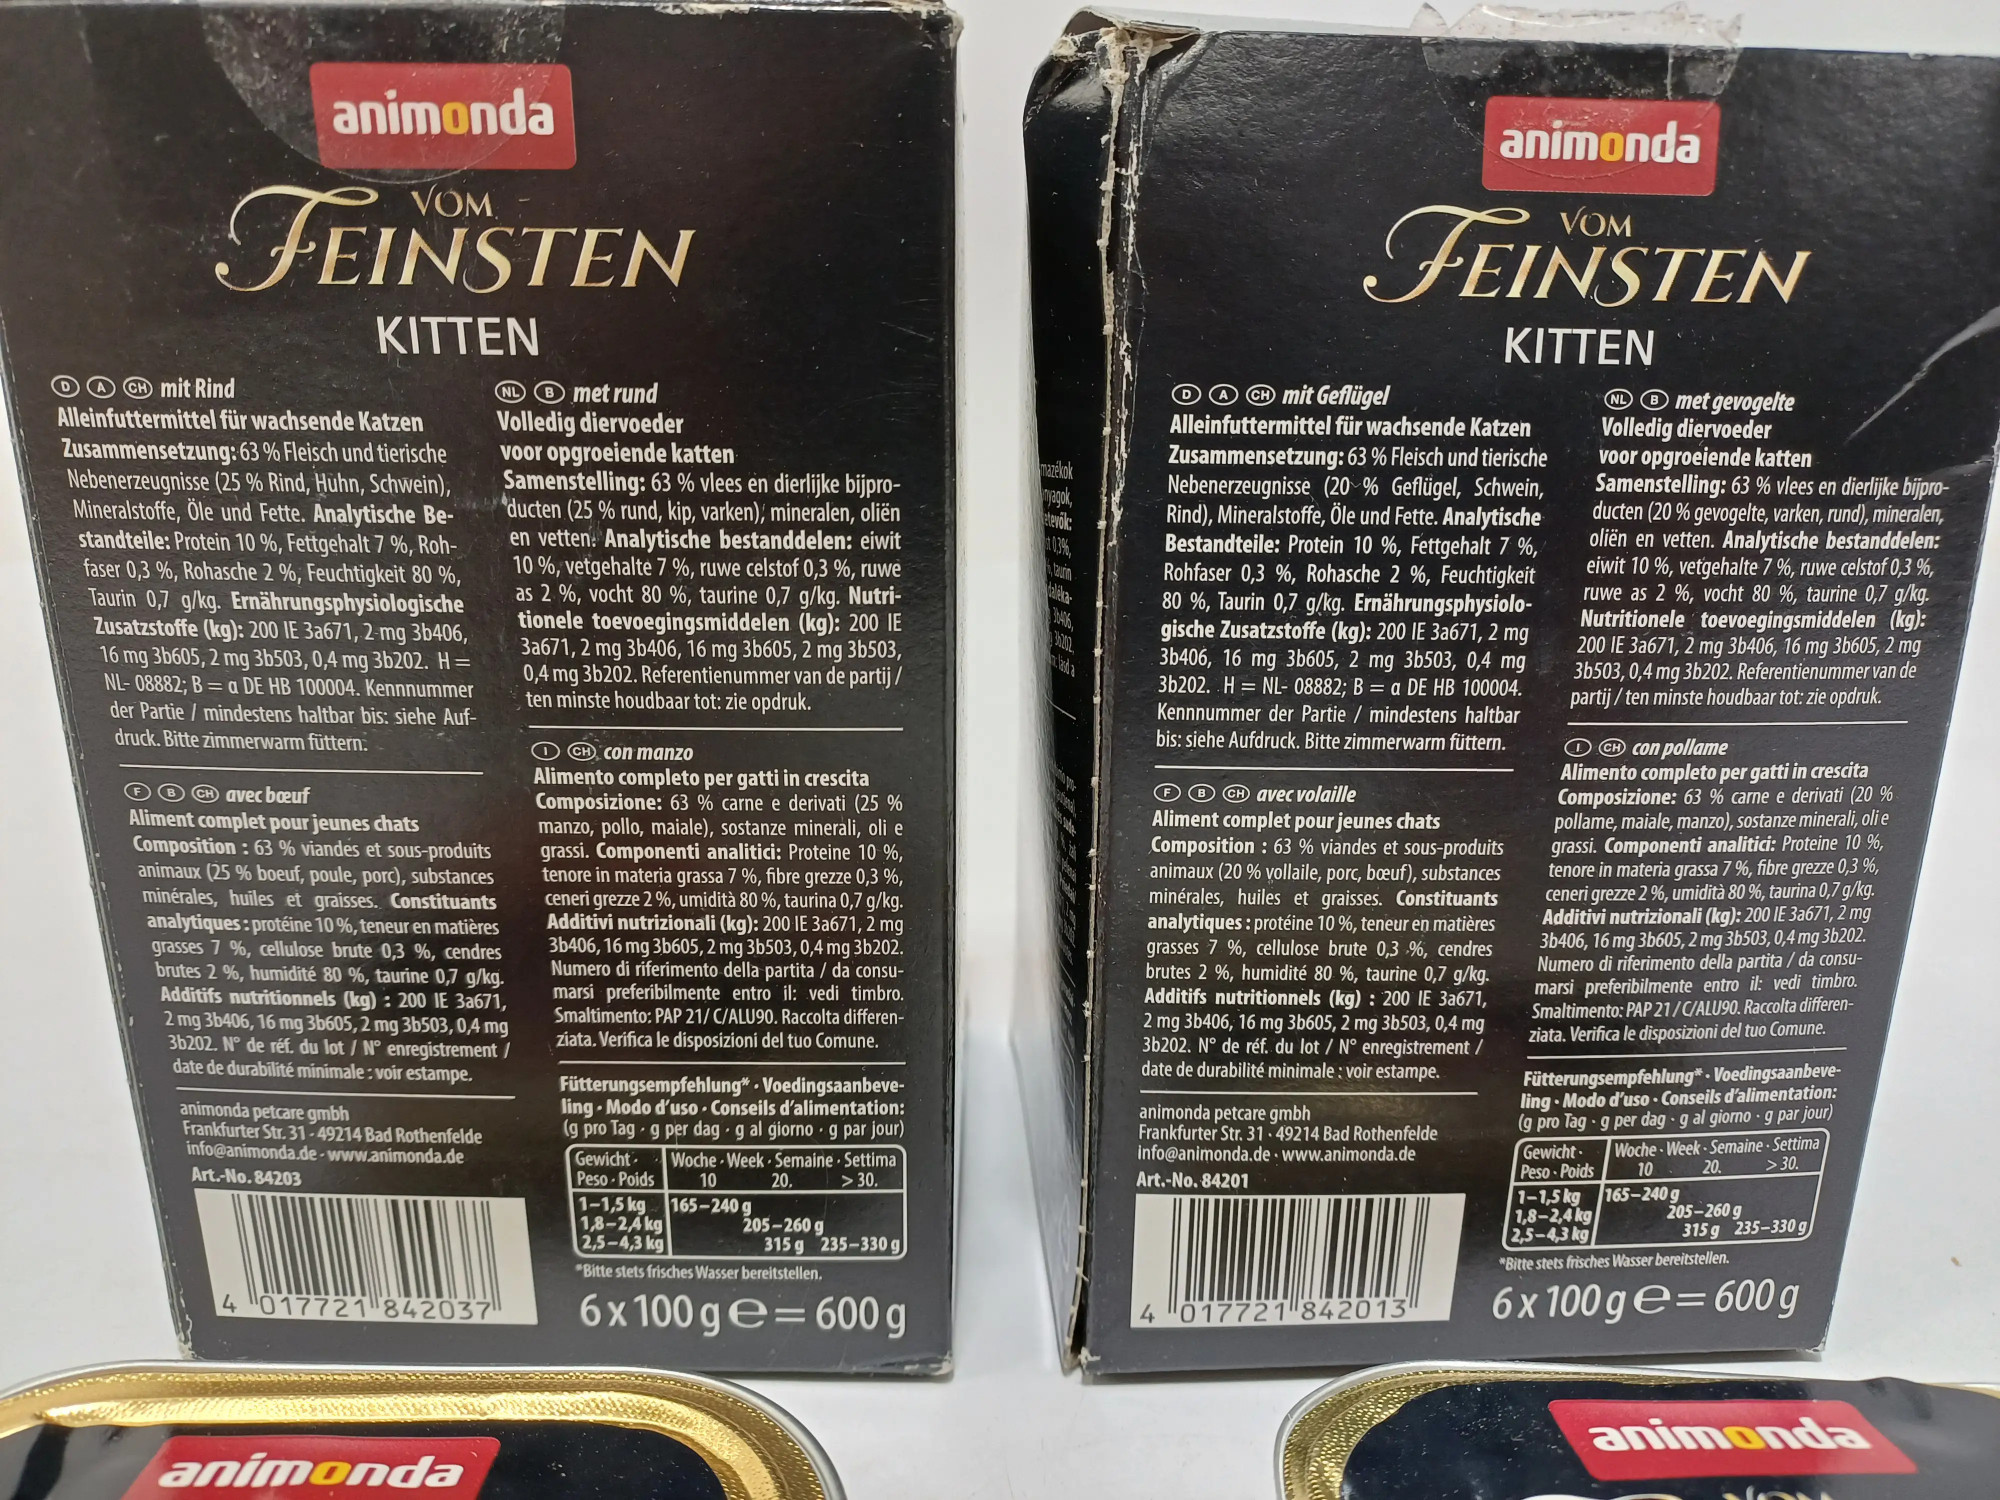 animonda
VOM
FEINSTEN
KITTEN
D A CH mit Rind
Alleinfuttermittel für wachsende Katzen
Zusammensetzung: 63 % Fleisch und tierische
Nebenerzeugnisse (25 % Rind, Huhn, Schwein),
Mineralstoffe, Öle und Fette. Analytische Be-
standteile: Protein 10 %, Fettgehalt 7 %, Roh-
faser 0,3 %, Rohasche 2 %, Feuchtigkeit 80 %,
Taurin 0,7 g/kg. Ernährungsphysiologische
Zusatzstoffe (kg): 200 IE 3a671, 2 mg 3b406,
16 mg 3b605, 2 mg 3b503, 0,4 mg 3b202. H =
NL- 08882; B = α DE HB 100004. Kennnummer
der Partie / mindestens haltbar bis: siehe Auf-
druck. Bitte zimmerwarm füttern.
F B CH avec bœuf
Aliment complet pour jeunes chats
Composition : 63 % viandes et sous-produits
animaux (25 % boeuf, poule, porc), substances
minérales, huiles et graisses. Constituants
analytiques : protéine 10 %, teneur en matières
grasses 7 %, cellulose brute 0,3 %, cendres
brutes 2 %, humidité 80 %, taurine 0,7 g/kg.
Additifs nutritionnels (kg) : 200 IE 3a671,
2 mg 3b406, 16 mg 3b605, 2 mg 3b503, 0,4 mg
3b202. N° de réf. du lot / N° enregistrement /
date de durabilité minimale : voir estampe.
animonda petcare gmbh
Frankfurter Str. 31 - 49214 Bad Rothenfelde
info@animonda.de · www.animonda.de
Art.-No. 84203
4 017721 842037
NL B met rund
Volledig diervoeder
voor opgroeiende katten
Samenstelling: 63 % vlees en dierlijke bijpro-
ducten (25 % rund, kip, varken), mineralen, oliën
en vetten. Analytische bestanddelen: eiwit
10 %, vetgehalte 7 %, ruwe celstof 0,3 %, ruwe
as 2 %, vocht 80 %, taurine 0,7 g/kg. Nutri-
tionele toevoegingsmiddelen (kg): 200 IE
3a671, 2 mg 3b406, 16 mg 3b605, 2 mg 3b503,
0,4 mg 3b202. Referentienummer van de partij /
ten minste houdbaar tot: zie opdruk.
I CH con manzo
Alimento completo per gatti in crescita
Composizione: 63 % carne e derivati (25 %
manzo, pollo, maiale), sostanze minerali, oli e
grassi. Componenti analitici: Proteine 10 %,
tenore in materia grassa 7 %, fibre grezze 0,3 %,
ceneri grezze 2 %, umidità 80 %, taurina 0,7 g/kg.
Additivi nutrizionali (kg): 200 IE 3a671, 2 mg
3b406, 16 mg 3b605, 2 mg 3b503, 0,4 mg 3b202.
Numero di riferimento della partita / da consu-
marsi preferibilmente entro il: vedi timbro.
Smaltimento: PAP 21/ C/ALU90. Raccolta differen-
ziata. Verifica le disposizioni del tuo Comune.
Fütterungsempfehlung* · Voedingsaanbeve-
ling · Modo d'uso · Conseils d'alimentation:
(g pro Tag · g per dag · g al giorno · g par jour)
Gewicht · Woche · Week · Semaine · Settima
Peso · Poids 10 20. > 30.
1–1,5 kg 165–240 g
1,8–2,4 kg 205–260 g
2,5–4,3 kg 315 g 235–330 g
*Bitte stets frisches Wasser bereitstellen.
6 x 100 g e = 600 g
animonda
VOM
FEINSTEN
KITTEN
D A CH mit Geflügel
Alleinfuttermittel für wachsende Katzen
Zusammensetzung: 63 % Fleisch und tierische
Nebenerzeugnisse (20 % Geflügel, Schwein,
Rind), Mineralstoffe, Öle und Fette. Analytische
Bestandteile: Protein 10 %, Fettgehalt 7 %,
Rohfaser 0,3 %, Rohasche 2 %, Feuchtigkeit
80 %, Taurin 0,7 g/kg. Ernährungsphysiolo-
gische Zusatzstoffe (kg): 200 IE 3a671, 2 mg
3b406, 16 mg 3b605, 2 mg 3b503, 0,4 mg
3b202. H = NL- 08882; B = α DE HB 100004.
Kennnummer der Partie / mindestens haltbar
bis: siehe Aufdruck. Bitte zimmerwarm füttern.
F B CH avec volaille
Aliment complet pour jeunes chats
Composition : 63 % viandes et sous-produits
animaux (20 % vollaile, porc, bœuf), substances
minérales, huiles et graisses. Constituants
analytiques : protéine 10 %, teneur en matières
grasses 7 %, cellulose brute 0,3 %, cendres
brutes 2 %, humidité 80 %, taurine 0,7 g/kg.
Additifs nutritionnels (kg) : 200 IE 3a671,
2 mg 3b406, 16 mg 3b605, 2 mg 3b503, 0,4 mg
3b202. N° de réf. du lot / N° enregistrement /
date de durabilité minimale : voir estampe.
animonda petcare gmbh
Frankfurter Str. 31 · 49214 Bad Rothenfelde
info@animonda.de · www.animonda.de
Art.-No. 84201
4 017721 842013
NL B met gevogelte
Volledig diervoeder
voor opgroeiende katten
Samenstelling: 63 % vlees en dierlijke bijpro-
ducten (20 % gevogelte, varken, rund), mineralen,
oliën en vetten. Analytische bestanddelen:
eiwit 10 %, vetgehalte 7 %, ruwe celstof 0,3 %,
ruwe as 2 %, vocht 80 %, taurine 0,7 g/kg.
Nutritionele toevoegingsmiddelen (kg):
200 IE 3a671, 2 mg 3b406, 16 mg 3b605, 2 mg
3b503, 0,4 mg 3b202. Referentienummer van de
partij / ten minste houdbaar tot: zie opdruk.
I CH con pollame
Alimento completo per gatti in crescita
Composizione: 63 % carne e derivati (20 %
pollame, maiale, manzo), sostanze minerali, oli e
grassi. Componenti analitici: Proteine 10 %,
tenore in materia grassa 7 %, fibre grezze 0,3 %,
ceneri grezze 2 %, umidità 80 %, taurina 0,7 g/kg.
Additivi nutrizionali (kg): 200 IE 3a671, 2 mg
3b406, 16 mg 3b605, 2 mg 3b503, 0,4 mg 3b202.
Numero di riferimento della partita / da consu-
marsi preferibilmente entro il: vedi timbro.
Smaltimento: PAP 21/ C/ALU90. Raccolta differen-
ziata. Verifica le disposizioni del tuo Comune.
Fütterungsempfehlung* · Voedingsaanbeve-
ling · Modo d'uso · Conseils d'alimentation:
(g pro Tag · g per dag · g al giorno · g par jour)
Gewicht · Woche · Week · Semaine · Settima
Peso · Poids 10 20. > 30.
1–1,5 kg 165–240 g
1,8–2,4 kg 205–260 g
2,5–4,3 kg 315 g 235–330 g
*Bitte stets frisches Wasser bereitstellen.
6 x 100 g e = 600 g
animonda
animonda
VOM